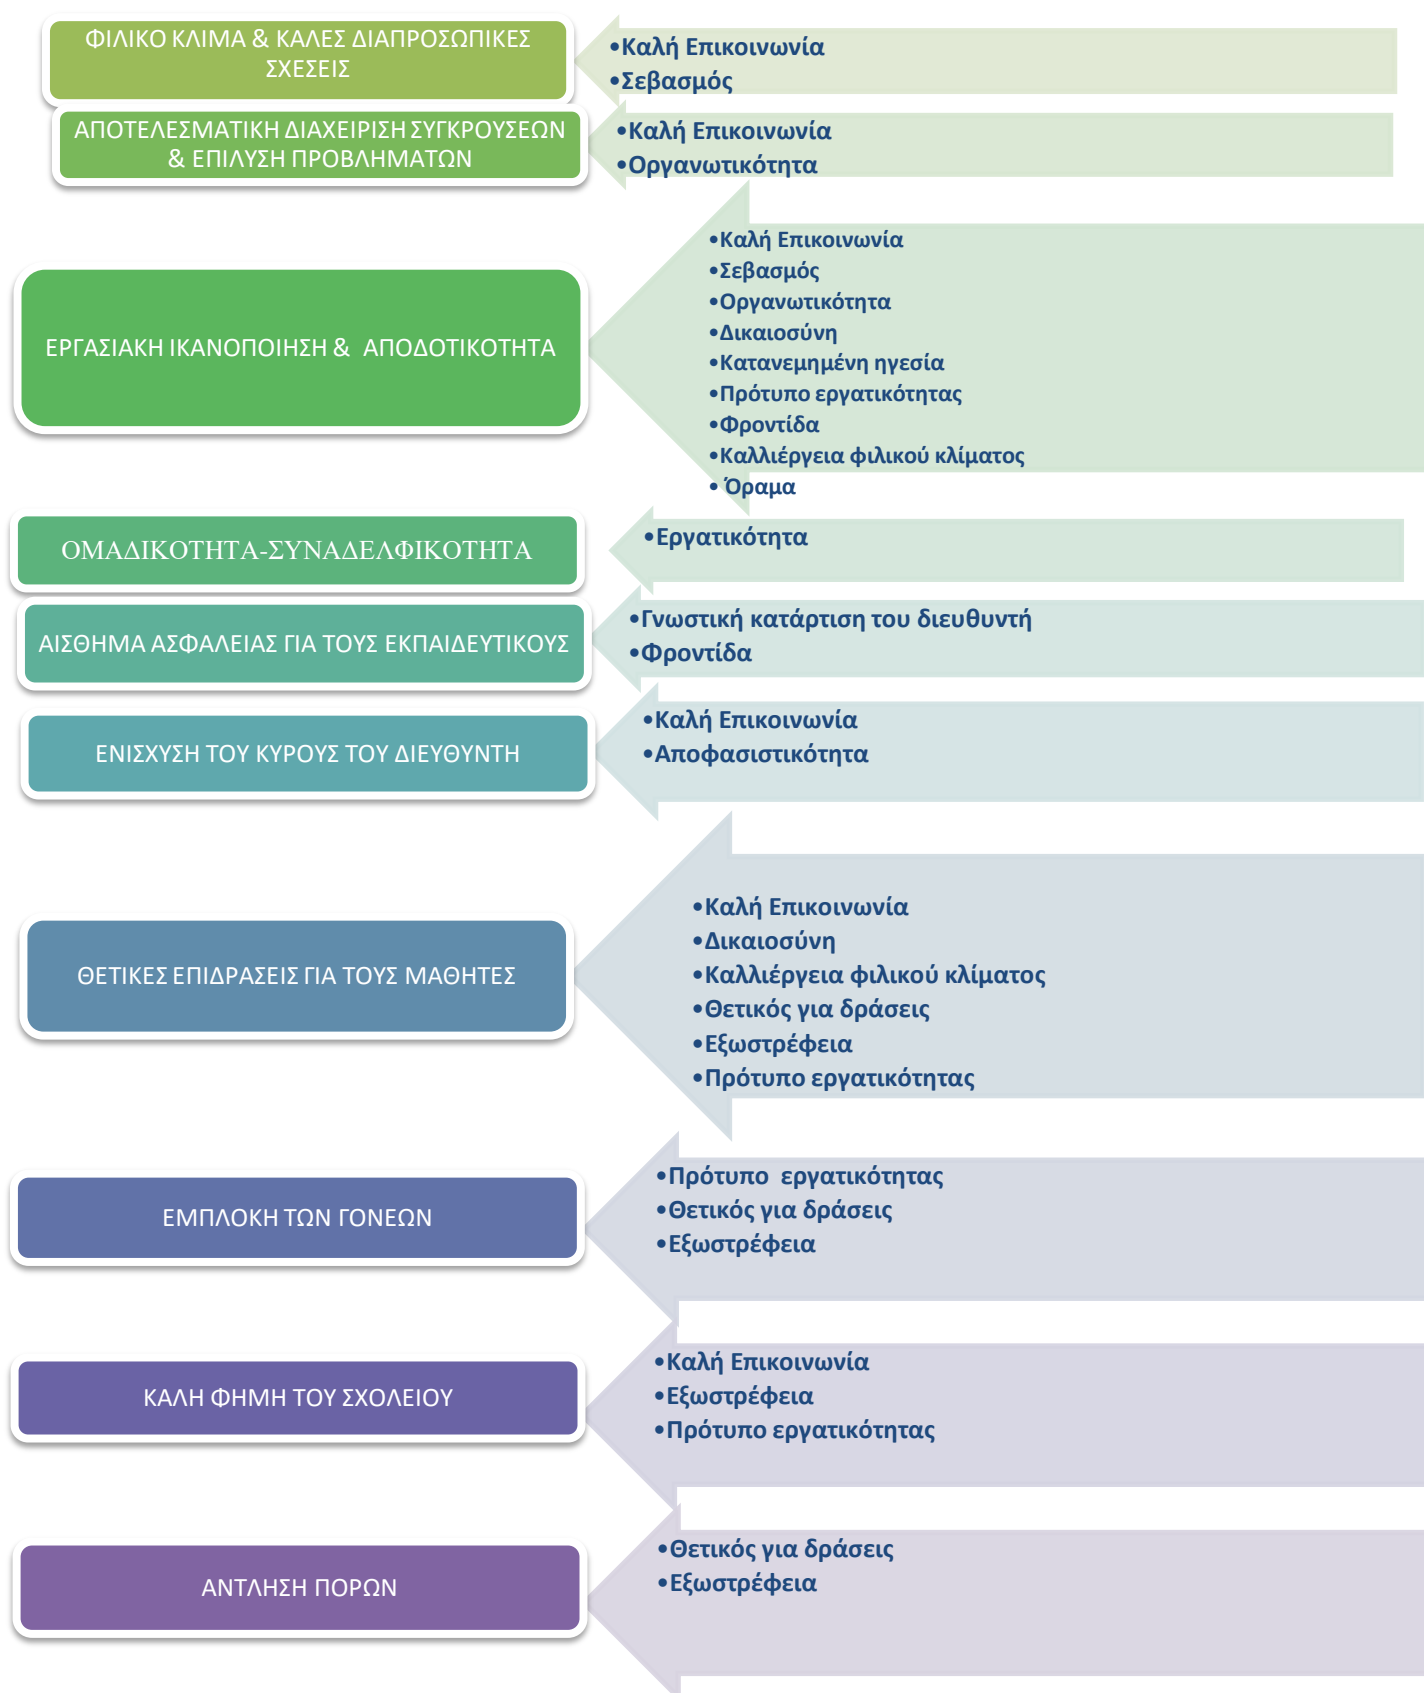 ΦΙΛΙΚΟ ΚΛΙΜΑ & ΚΑΛΕΣ ΔΙΑΠΡΟΣΩΠΙΚΕΣ
ΣΧΕΣΕΙΣ
•Καλή Επικοινωνία
•Σεβασμός
ΑΠΟΤΕΛΕΣΜΑΤΙΚΗ ΔΙΑΧΕΙΡΙΣΗ ΣΥΓΚΡΟΥΣΕΩΝ
& ΕΠΙΛΥΣΗ ΠΡΟΒΛΗΜΑΤΩΝ
•Καλή Επικοινωνία
•Οργανωτικότητα
ΕΡΓΑΣΙΑΚΗ ΙΚΑΝΟΠΟΙΗΣΗ & ΑΠΟΔΟΤΙΚΟΤΗΤΑ
•Καλή Επικοινωνία
•Σεβασμός
•Οργανωτικότητα
•Δικαιοσύνη
•Κατανεμημένη ηγεσία
•Πρότυπο εργατικότητας
•Φροντίδα
•Καλλιέργεια φιλικού κλίματος
• Όραμα
ΟΜΑΔΙΚΟΤΗΤΑ-ΣΥΝΑΔΕΛΦΙΚΟΤΗΤΑ
•Εργατικότητα
ΑΙΣΘΗΜΑ ΑΣΦΑΛΕΙΑΣ ΓΙΑ ΤΟΥΣ ΕΚΠΑΙΔΕΥΤΙΚΟΥΣ
•Γνωστική κατάρτιση του διευθυντή
•Φροντίδα
ΕΝΙΣΧΥΣΗ ΤΟΥ ΚΥΡΟΥΣ ΤΟΥ ΔΙΕΥΘΥΝΤΗ
•Καλή Επικοινωνία
•Αποφασιστικότητα
ΘΕΤΙΚΕΣ ΕΠΙΔΡΑΣΕΙΣ ΓΙΑ ΤΟΥΣ ΜΑΘΗΤΕΣ
•Καλή Επικοινωνία
•Δικαιοσύνη
•Καλλιέργεια φιλικού κλίματος
•Θετικός για δράσεις
•Εξωστρέφεια
•Πρότυπο εργατικότητας
ΕΜΠΛΟΚΗ ΤΩΝ ΓΟΝΕΩΝ
•Πρότυπο εργατικότητας
•Θετικός για δράσεις
•Εξωστρέφεια
ΚΑΛΗ ΦΗΜΗ ΤΟΥ ΣΧΟΛΕΙΟΥ
•Καλή Επικοινωνία
•Εξωστρέφεια
•Πρότυπο εργατικότητας
ΑΝΤΛΗΣΗ ΠΟΡΩΝ
•Θετικός για δράσεις
•Εξωστρέφεια